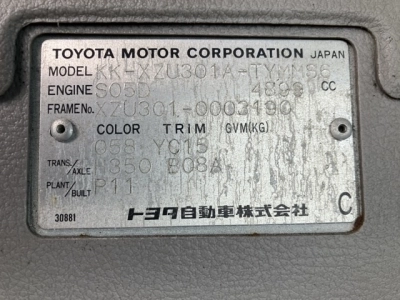 TOYOTA MOTOR CORPORATION JAPAN
MODEL KK-XZU301A-TYMMS6
ENGINE S05D 4899 CC
FRAME No. XZU301-0003190
COLOR TRIM GVM(KG)
058 YC15
TRANS/AXLE N350 B08A
PLANT/BUILT P11
30881 トヨタ自動車株式会社 C